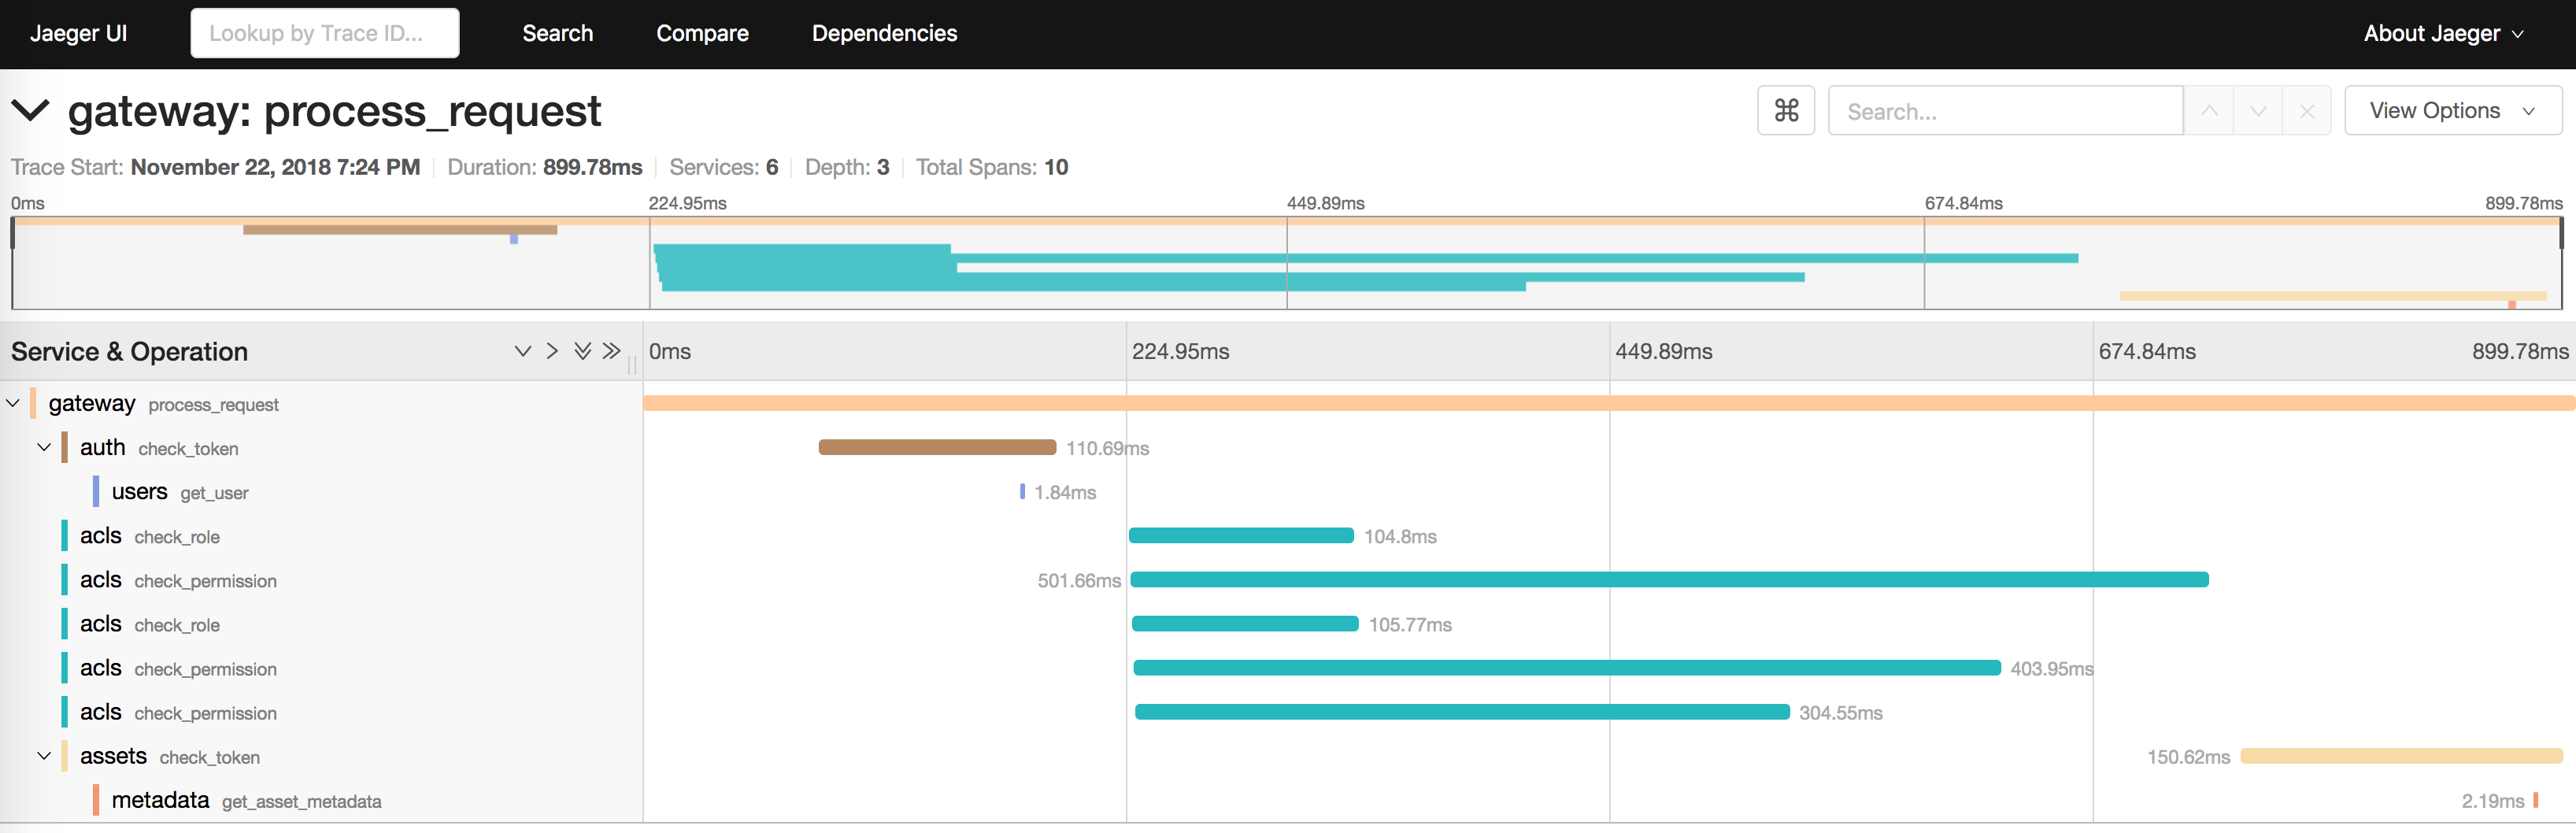 Jaeger UI Lookup by Trace ID... Search Compare Dependencies About Jaeger
gateway: process_request ⌘ Search... View Options
Trace Start: November 22, 2018 7:24 PM Duration: 899.78ms Services: 6 Depth: 3 Total Spans: 10
0ms 224.95ms 449.89ms 674.84ms 899.78ms
Service & Operation 0ms 224.95ms 449.89ms 674.84ms 899.78ms
gateway process_request
auth check_token 110.69ms
users get_user 1.84ms
acls check_role 104.8ms
acls check_permission 501.66ms
acls check_role 105.77ms
acls check_permission 403.95ms
acls check_permission 304.55ms
assets check_token 150.62ms
metadata get_asset_metadata 2.19ms